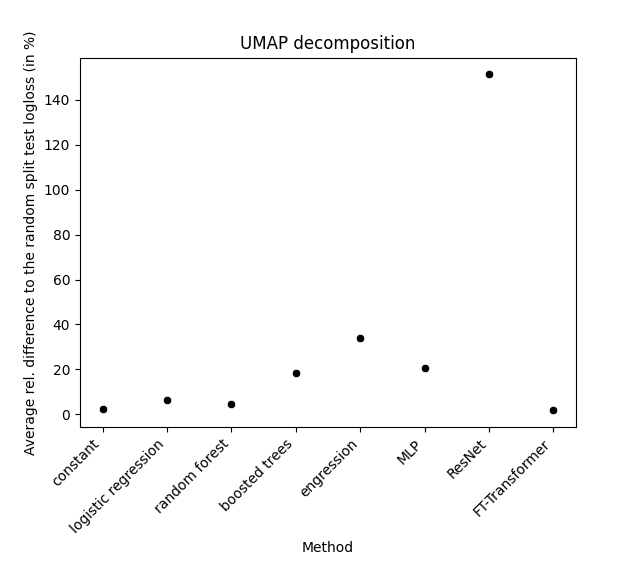 UMAP decomposition
Average rel. difference to the random split test logloss (in %)
140
120
100
80
60
40
20
0
constant
logistic regression
random forest
boosted trees
engression
MLP
ResNet
FT-Transformer
Method